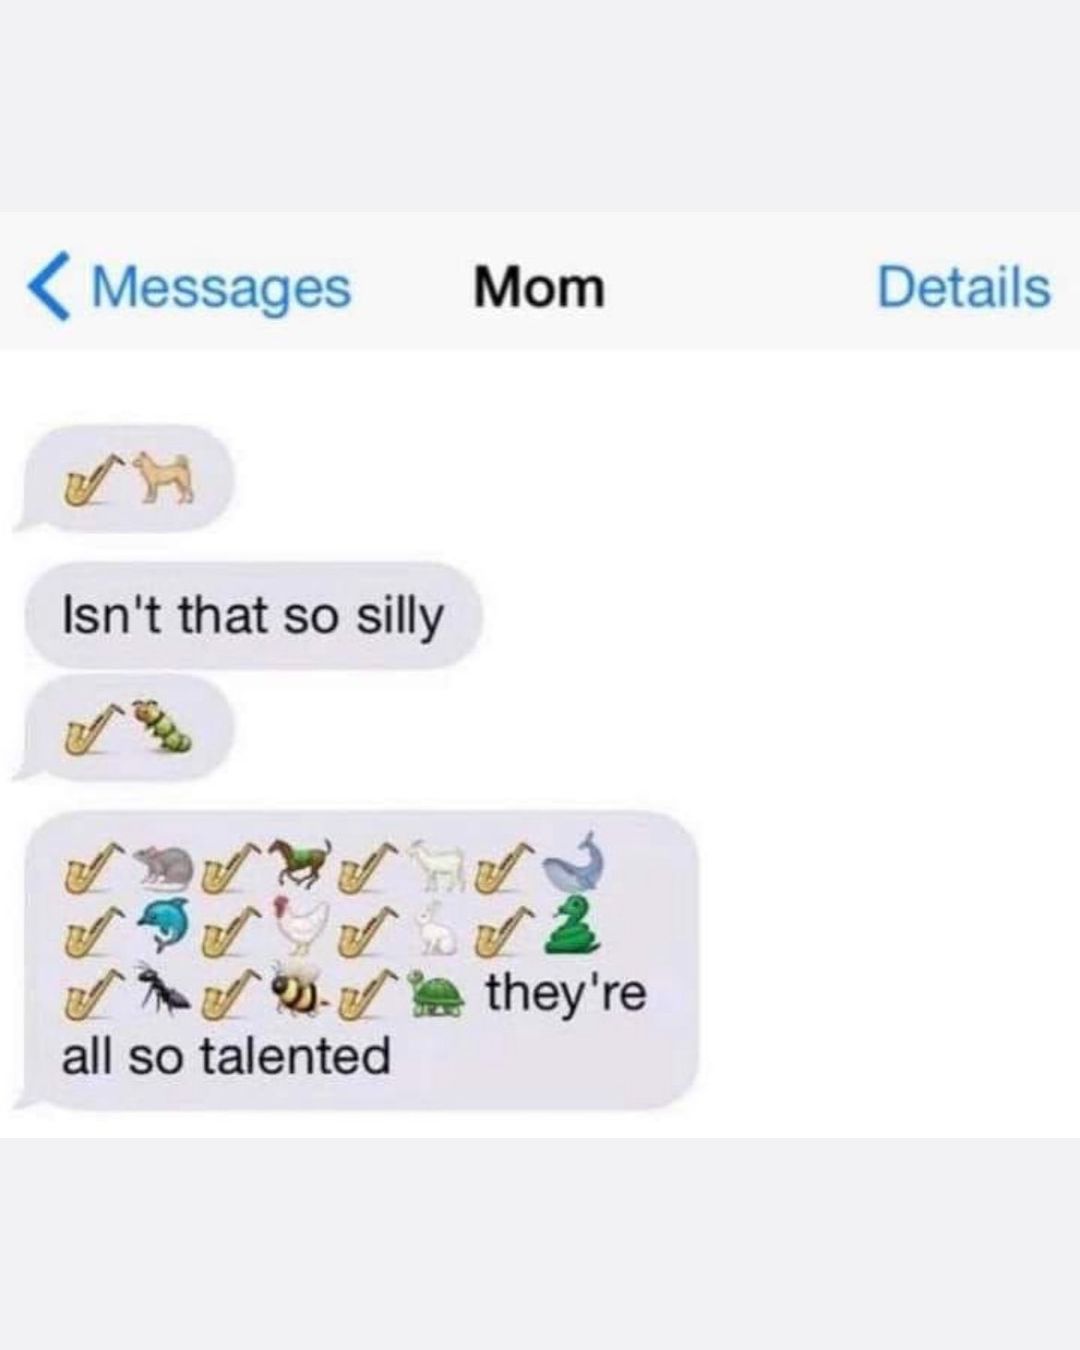 Messages Mom Details
🎷🐕
Isn't that so silly
🎷🐛
🎷🐀🎷🐎🎷🐐🎷🐋
🎷🐬🎷🐓🎷🐇🎷🐍
🎷🐜🎷🐝🎷🐢 they're
all so talented